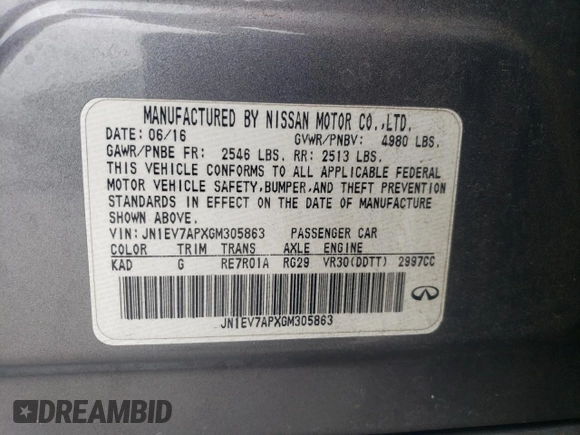 MANUFACTURED BY NISSAN MOTOR CO.,LTD.
DATE: 06/16 GVWR/PNBV: 4980 LBS.
GAWR/PNBE FR: 2546 LBS. RR: 2513 LBS.
THIS VEHICLE CONFORMS TO ALL APPLICABLE FEDERAL
MOTOR VEHICLE SAFETY,BUMPER,AND THEFT PREVENTION
STANDARDS IN EFFECT ON THE DATE OF MANUFACTURE
SHOWN ABOVE.
VIN: JN1EV7APXGM305863 PASSENGER CAR
COLOR TRIM TRANS AXLE ENGINE
KAD G RE7R01A RG29 VR30(DDTT) 2997CC
JN1EV7APXGM305863
DREAMBID